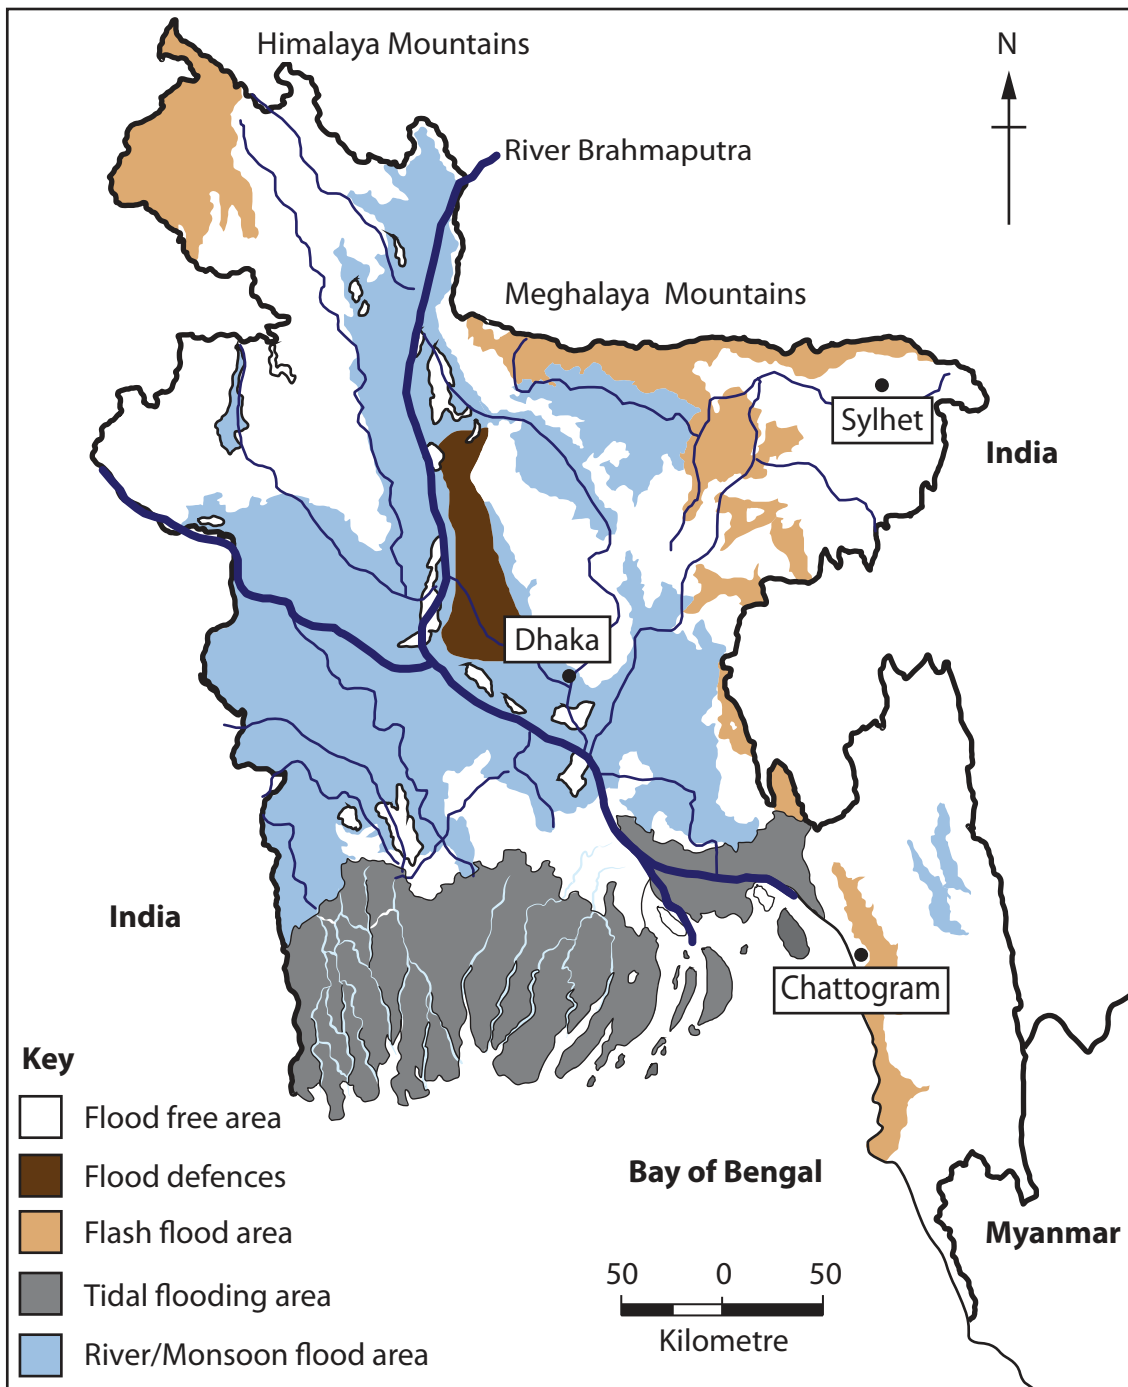 Himalaya Mountains
N
River Brahmaputra
Meghalaya Mountains
Sylhet
India
Dhaka
India
Chattogram
Key
Flood free area
Flood defences
Flash flood area
Tidal flooding area
River/Monsoon flood area
Bay of Bengal
Myanmar
50 0 50
Kilometre